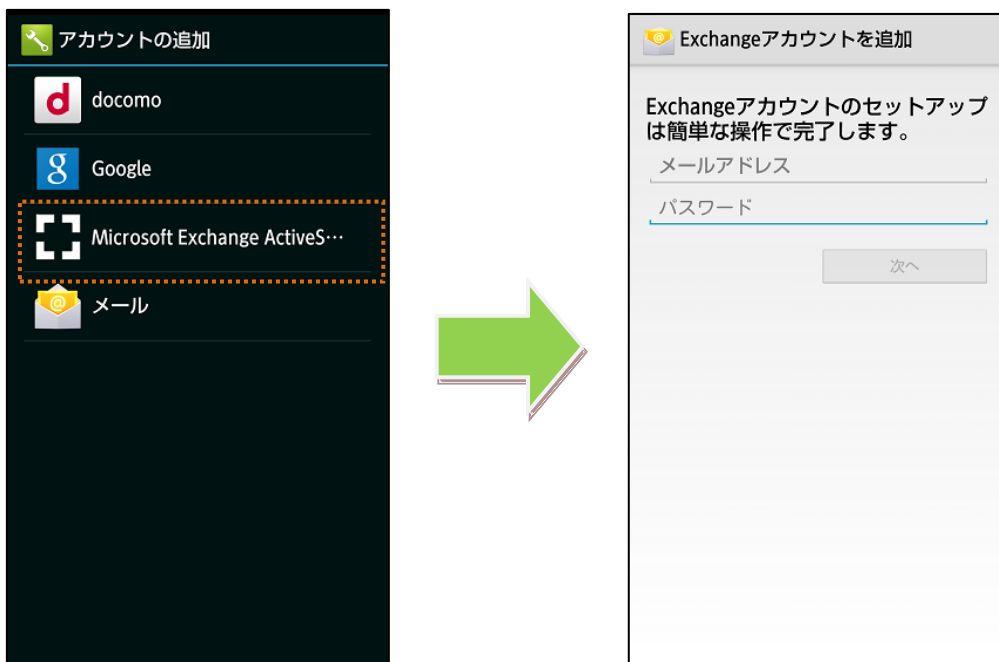 アカウントの追加
docomo
Google
Microsoft Exchange ActiveS…
メール
Exchangeアカウントを追加
Exchangeアカウントのセットアップ
は簡単な操作で完了します。
メールアドレス
パスワード
次へ